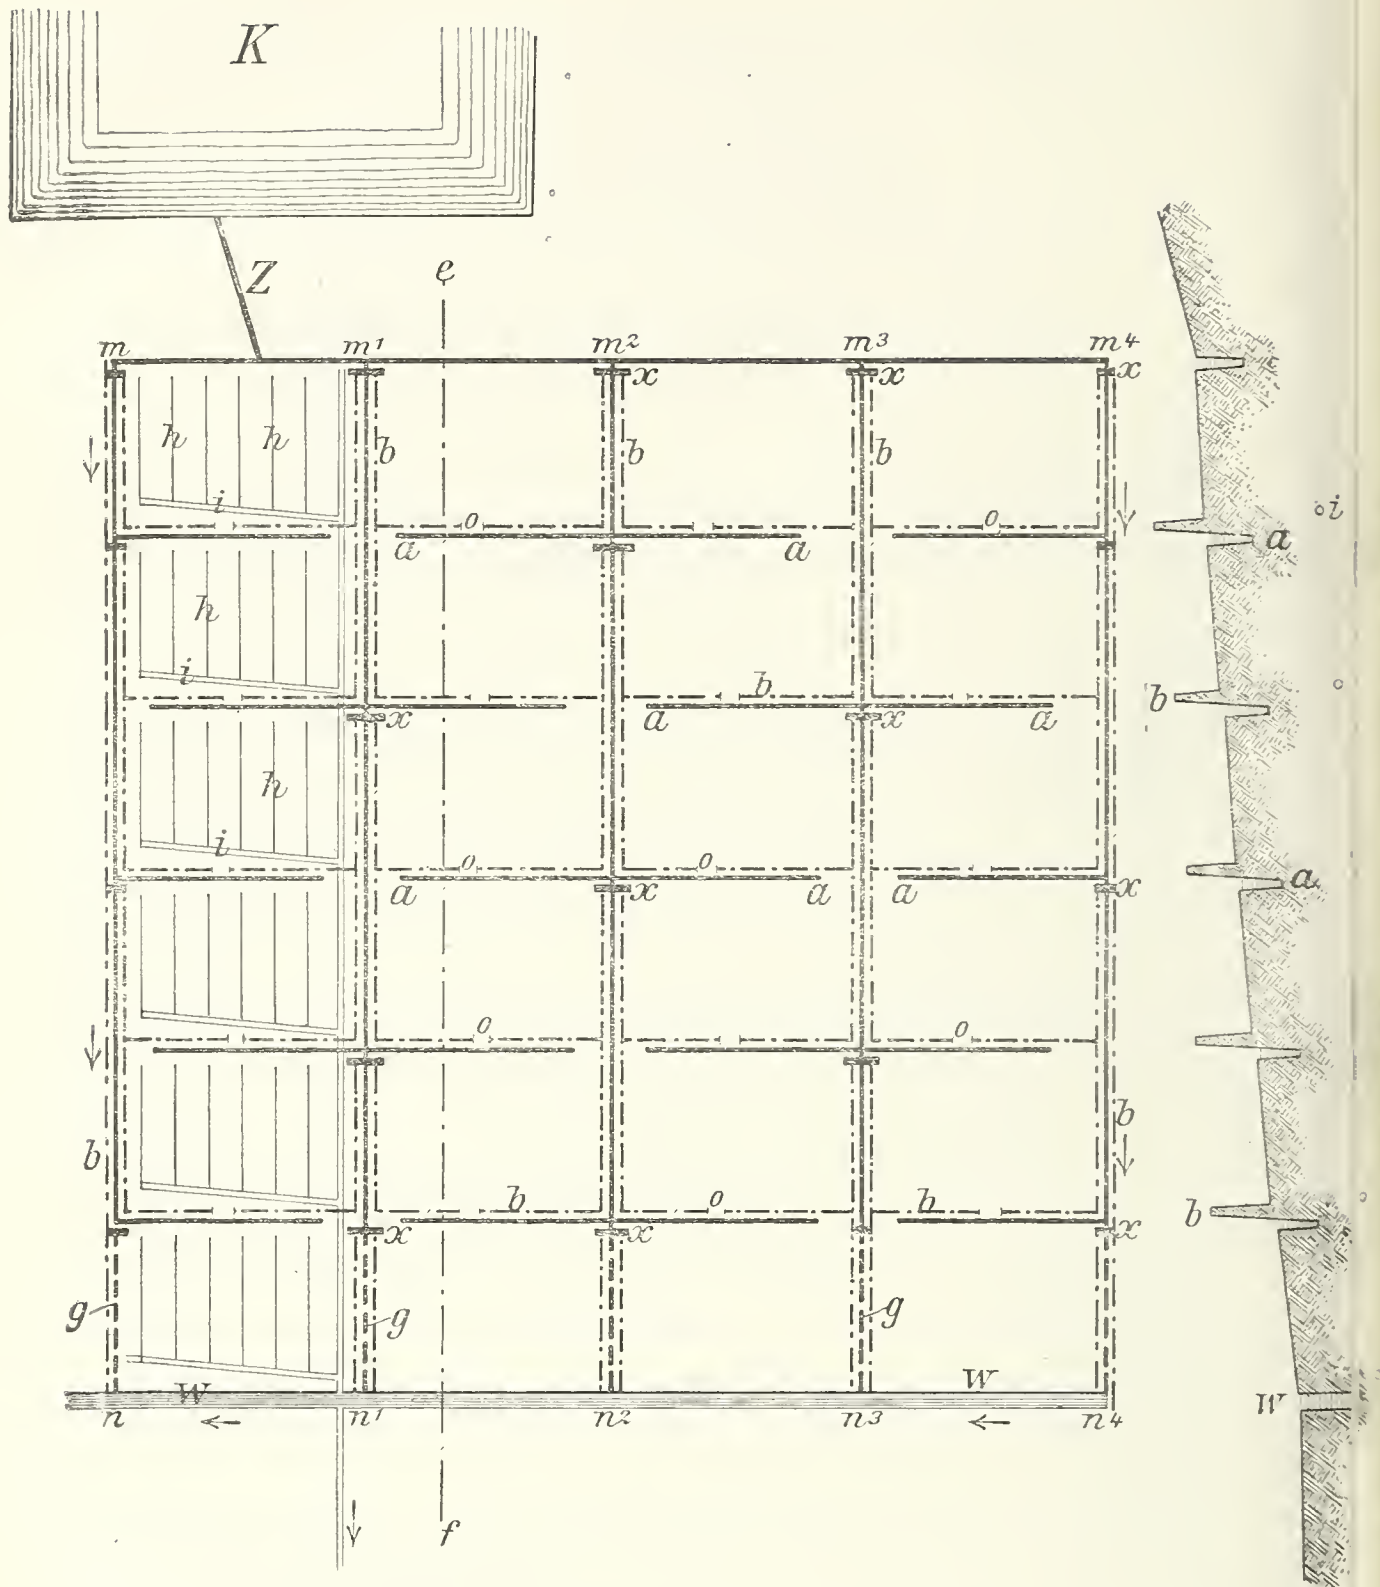 K
Z e
m m¹ m² m³ m⁴
x x x
h h b b b
i o o i
a a a
h
i b b
x a x a
h
i o o
a x a a x a
o o
b b
b o b b
x x x
g g g
W W W
n n¹ n² n³ n⁴
f